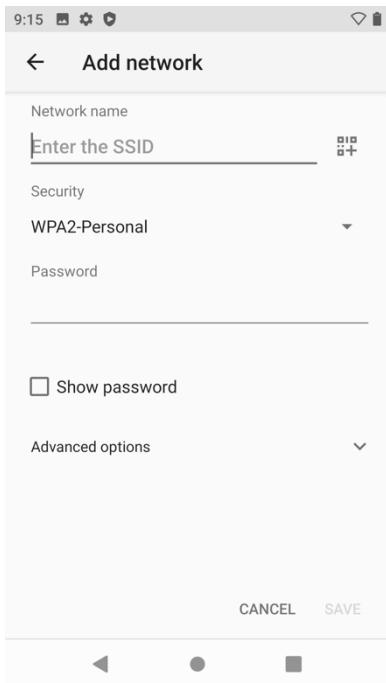 9:15
Add network
Network name
Enter the SSID
Security
WPA2-Personal
Password
Show password
Advanced options
CANCEL SAVE